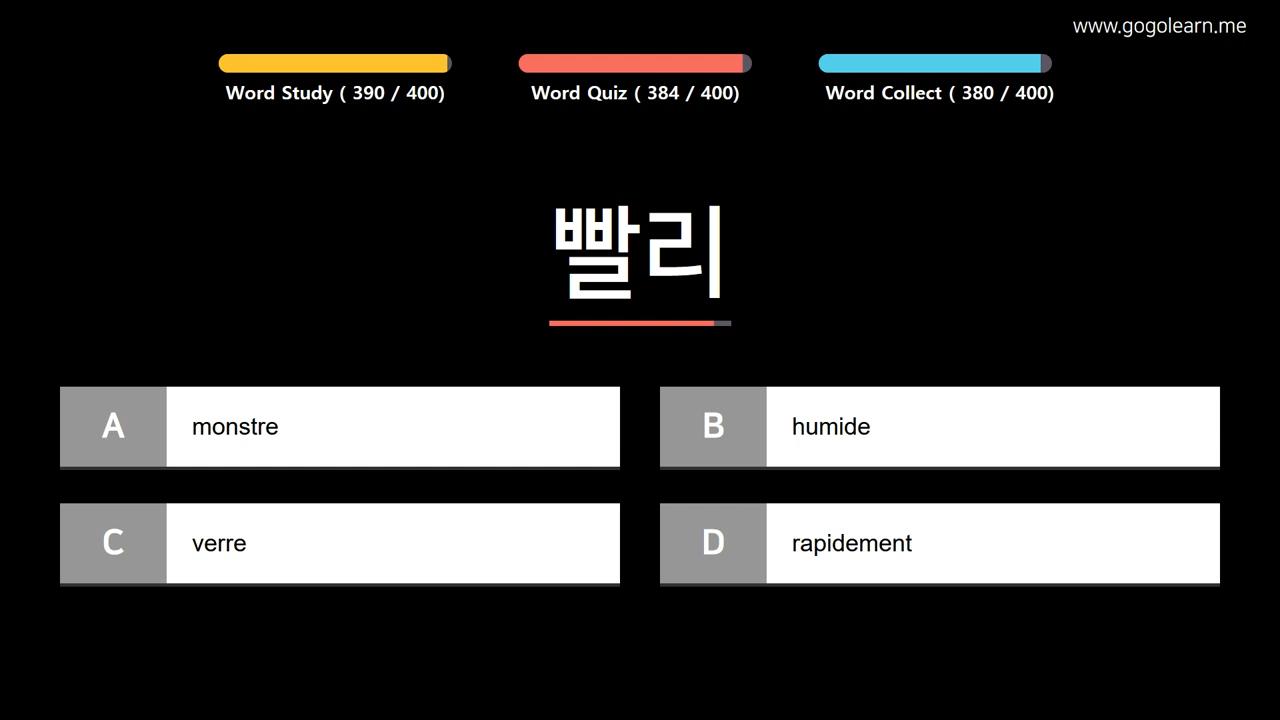 www.gogolearn.me
Word Study ( 390 / 400)
Word Quiz ( 384 / 400)
Word Collect ( 380 / 400)
빨리
A monstre
B humide
C verre
D rapidement